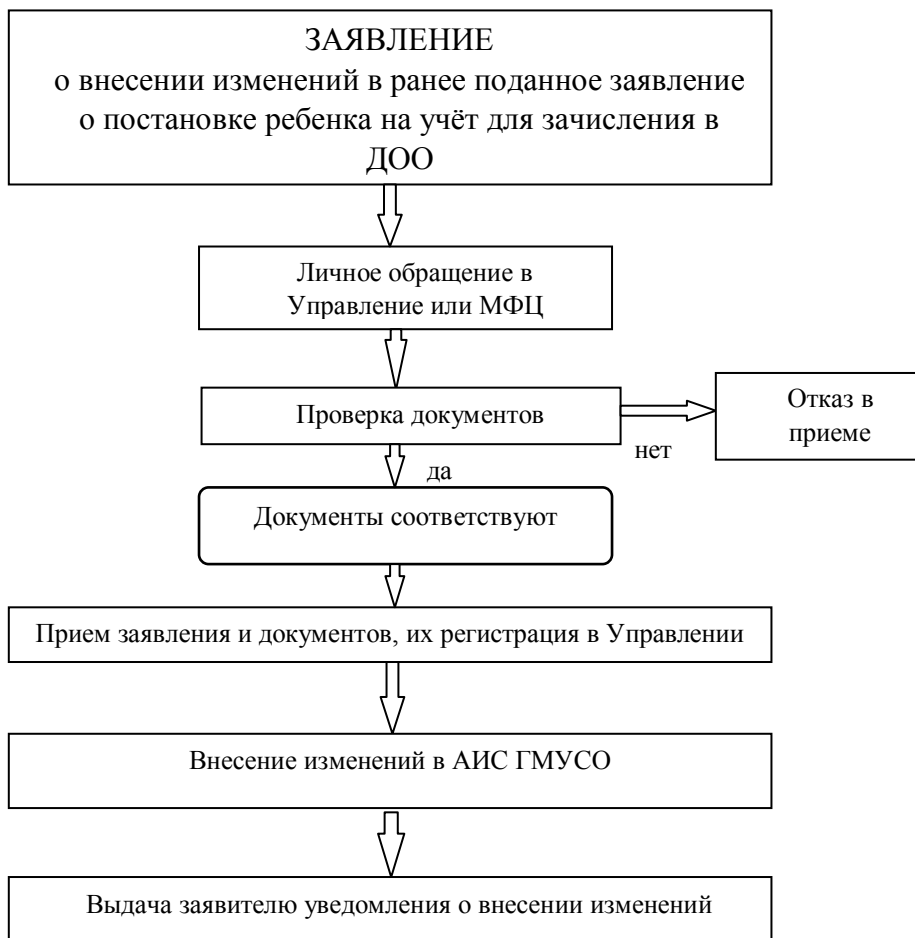 ЗАЯВЛЕНИЕ
о внесении изменений в ранее поданное заявление
о постановке ребенка на учёт для зачисления в
ДОО
Личное обращение в
Управление или МФЦ
Проверка документов
Отказ в
приеме
нет
да
Документы соответствуют
Прием заявления и документов, их регистрация в Управлении
Внесение изменений в АИС ГМУСО
Выдача заявителю уведомления о внесении изменений